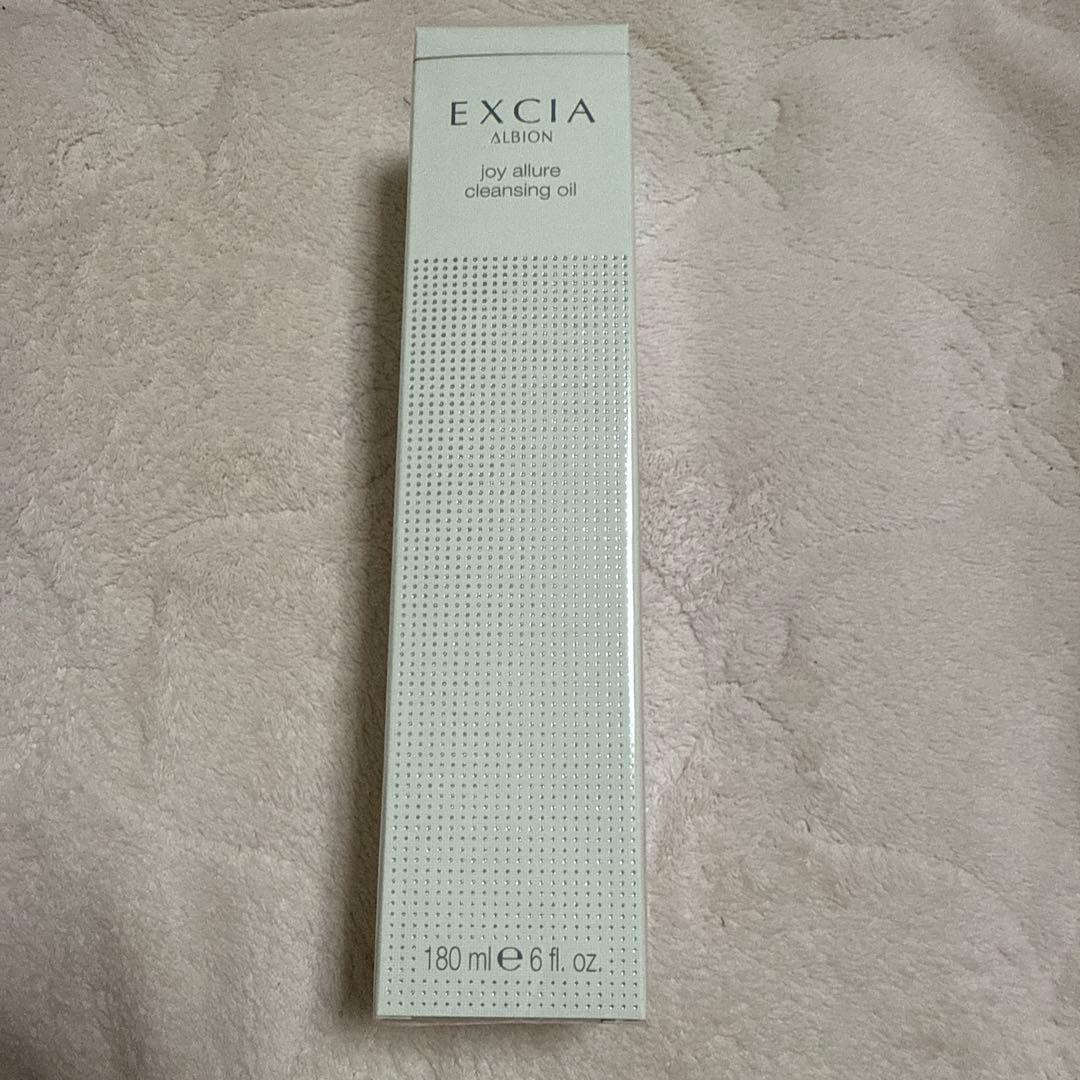 EXCIA
ALBION
joy allure
cleansing oil
180 ml ℮ 6 fl. oz.